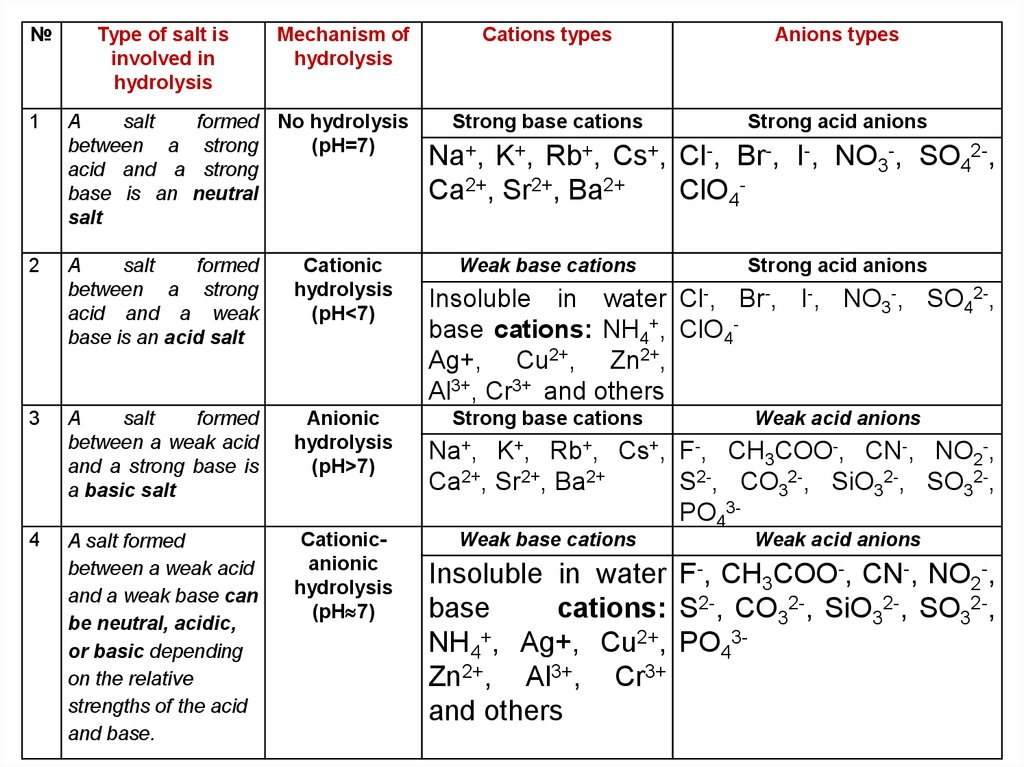 №
Type of salt is
involved in
hydrolysis
Mechanism of
hydrolysis
Cations types
Anions types
1
A salt formed
between a strong
acid and a strong
base is an neutral
salt
No hydrolysis
(pH=7)
Strong base cations
Na⁺, K⁺, Rb⁺, Cs⁺,
Ca²⁺, Sr²⁺, Ba²⁺
Strong acid anions
Cl⁻, Br⁻, I⁻, NO₃⁻, SO₄²⁻,
ClO₄⁻
2
A salt formed
between a strong
acid and a weak
base is an acid salt
Cationic
hydrolysis
(pH<7)
Weak base cations
Insoluble in water
base cations: NH₄⁺,
Ag+, Cu²⁺, Zn²⁺,
Al³⁺, Cr³⁺ and others
Strong acid anions
Cl⁻, Br⁻, I⁻, NO₃⁻, SO₄²⁻,
ClO₄⁻
3
A salt formed
between a weak acid
and a strong base is
a basic salt
Anionic
hydrolysis
(pH>7)
Strong base cations
Na⁺, K⁺, Rb⁺, Cs⁺,
Ca²⁺, Sr²⁺, Ba²⁺
Weak acid anions
F⁻, CH₃COO⁻, CN⁻, NO₂⁻,
S²⁻, CO₃²⁻, SiO₃²⁻, SO₃²⁻,
PO₄³⁻
4
A salt formed
between a weak acid
and a weak base can
be neutral, acidic,
or basic depending
on the relative
strengths of the acid
and base.
Cationic-
anionic
hydrolysis
(pH≈7)
Weak base cations
Insoluble in water
base cations:
NH₄⁺, Ag+, Cu²⁺,
Zn²⁺, Al³⁺, Cr³⁺
and others
Weak acid anions
F⁻, CH₃COO⁻, CN⁻, NO₂⁻,
S²⁻, CO₃²⁻, SiO₃²⁻, SO₃²⁻,
PO₄³⁻